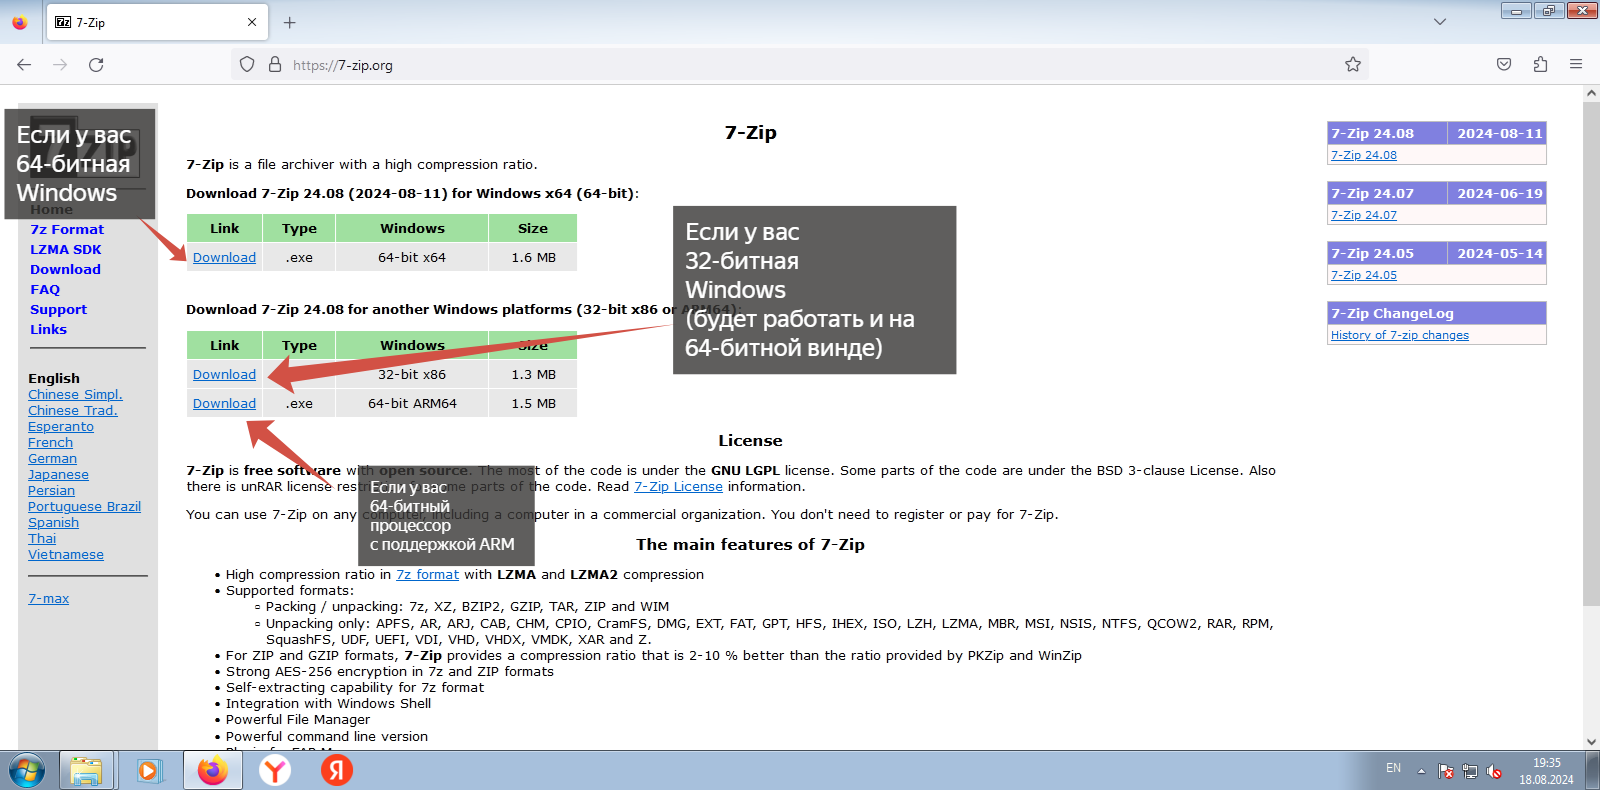 7-Zip
https://7-zip.org
Если у вас
64-битная
Windows
Home
7z Format
LZMA SDK
Download
FAQ
Support
Links
English
Chinese Simpl.
Chinese Trad.
Esperanto
French
German
Japanese
Persian
Portuguese Brazil
Spanish
Thai
Vietnamese
7-max
7-Zip
7-Zip is a file archiver with a high compression ratio.
Download 7-Zip 24.08 (2024-08-11) for Windows x64 (64-bit):
Link Type Windows Size
Download .exe 64-bit x64 1.6 MB
Download 7-Zip 24.08 for another Windows platforms (32-bit x86 or ARM64):
Link Type Windows Size
Download 32-bit x86 1.3 MB
Download .exe 64-bit ARM64 1.5 MB
Если у вас
32-битная
Windows
(будет работать и на
64-битной винде)
License
7-Zip is free software with open source. The most of the code is under the GNU LGPL license. Some parts of the code are under the BSD 3-clause License. Also
there is unRAR license some parts of the code. Read 7-Zip License information.
You can use 7-Zip on any computer, including a computer in a commercial organization. You don't need to register or pay for 7-Zip.
Если у вас
64-битный
процессор
с поддержкой ARM
The main features of 7-Zip
• High compression ratio in 7z format with LZMA and LZMA2 compression
• Supported formats:
Packing / unpacking: 7z, XZ, BZIP2, GZIP, TAR, ZIP and WIM
Unpacking only: APFS, AR, ARJ, CAB, CHM, CPIO, CramFS, DMG, EXT, FAT, GPT, HFS, IHEX, ISO, LZH, LZMA, MBR, MSI, NSIS, NTFS, QCOW2, RAR, RPM,
SquashFS, UDF, UEFI, VDI, VHD, VHDX, VMDK, XAR and Z.
• For ZIP and GZIP formats, 7-Zip provides a compression ratio that is 2-10 % better than the ratio provided by PKZip and WinZip
• Strong AES-256 encryption in 7z and ZIP formats
• Self-extracting capability for 7z format
• Integration with Windows Shell
• Powerful File Manager
• Powerful command line version
7-Zip 24.08 2024-08-11
7-Zip 24.08
7-Zip 24.07 2024-06-19
7-Zip 24.07
7-Zip 24.05 2024-05-14
7-Zip 24.05
7-Zip ChangeLog
History of 7-zip changes
EN
19:35
18.08.2024